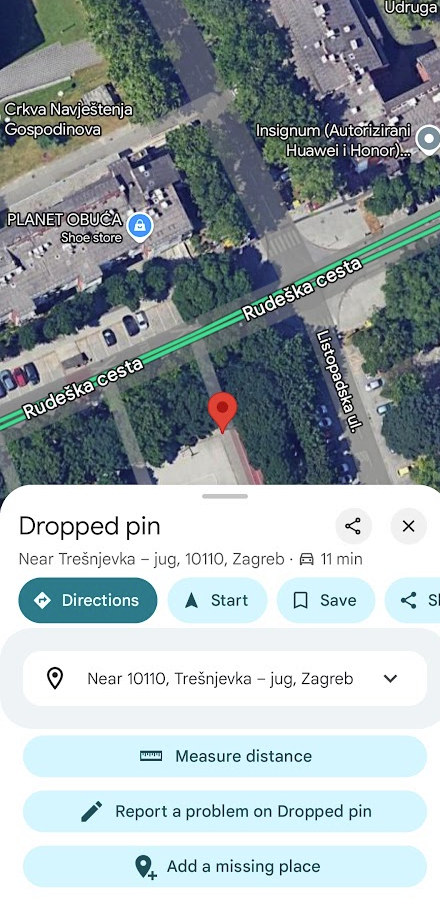 Udruga
Crkva Navještenja
Gospodinova
Insignum (Autorizirani
Huawei i Honor)...
PLANET OBUĆA
Shoe store
Rudeška cesta
Rudeška cesta
Listopadska ul.
Dropped pin
Near Trešnjevka – jug, 10110, Zagreb · 11 min
Directions
Start
Save
Near 10110, Trešnjevka – jug, Zagreb
Measure distance
Report a problem on Dropped pin
Add a missing place